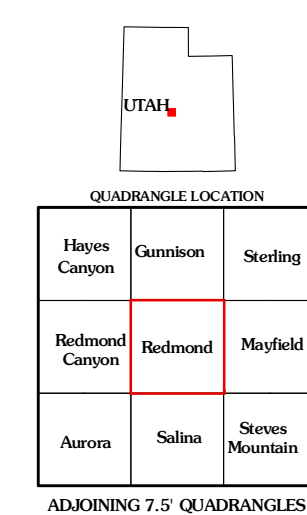 UTAH
QUADRANGLE LOCATION
Hayes Canyon
Gunnison
Sterling
Redmond Canyon
Redmond
Mayfield
Aurora
Salina
Steves Mountain
ADJOINING 7.5' QUADRANGLES